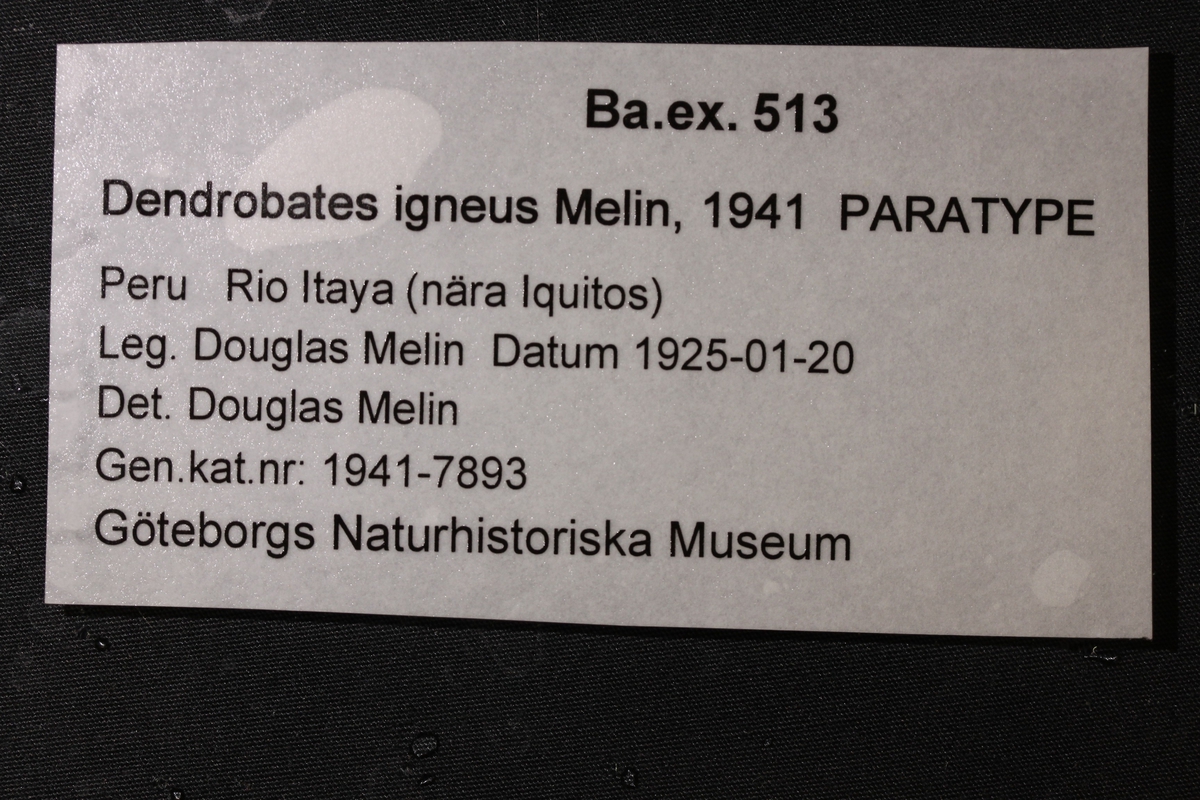 Ba.ex. 513
Dendrobates igneus Melin, 1941 PARATYPE
Peru Rio Itaya (nära Iquitos)
Leg. Douglas Melin Datum 1925-01-20
Det. Douglas Melin
Gen.kat.nr: 1941-7893
Göteborgs Naturhistoriska Museum